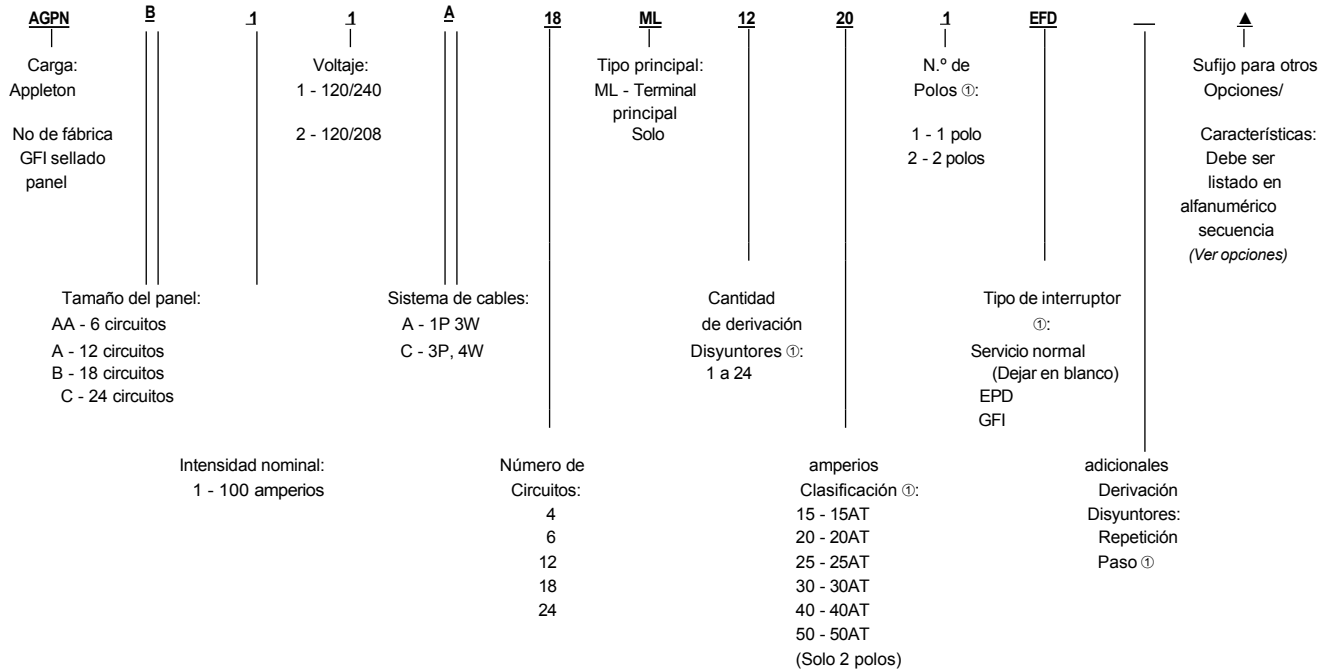 AGPN B 1 1 A 18 ML 12 20 1 EFD ▲
Carga:
Appleton
No de fábrica
GFI sellado
panel
Voltaje:
1 - 120/240
2 - 120/208
Tipo principal:
ML - Terminal
principal
Solo
N.º de
Polos ①:
1 - 1 polo
2 - 2 polos
Sufijo para otros
Opciones/
Características:
Debe ser
listado en
alfanumérico
secuencia
(Ver opciones)
Tamaño del panel:
AA - 6 circuitos
A - 12 circuitos
B - 18 circuitos
C - 24 circuitos
Sistema de cables:
A - 1P 3W
C - 3P, 4W
Cantidad
de derivación
Disyuntores ①:
1 a 24
Tipo de interruptor
①:
Servicio normal
(Dejar en blanco)
EPD
GFI
Intensidad nominal:
1 - 100 amperios
Número de
Circuitos:
4
6
12
18
24
amperios
Clasificación ①:
15 - 15AT
20 - 20AT
25 - 25AT
30 - 30AT
40 - 40AT
50 - 50AT
(Solo 2 polos)
adicionales
Derivación
Disyuntores:
Repetición
Paso ①